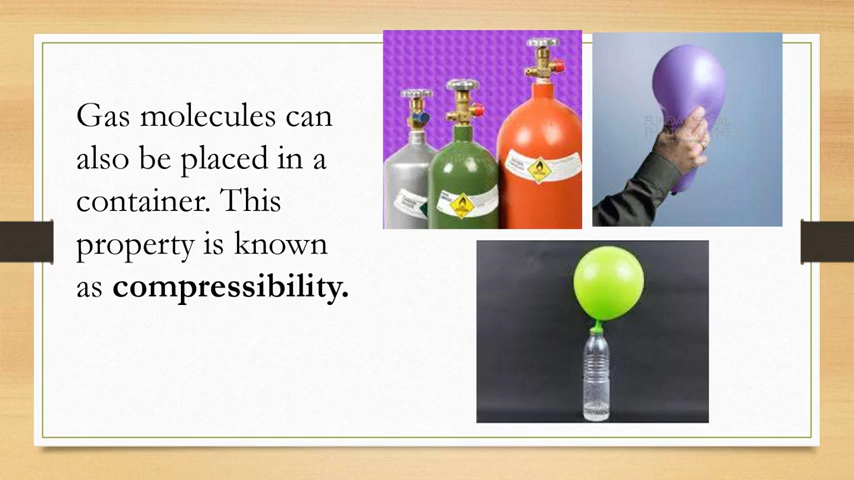 Gas molecules can
also be placed in a
container. This
property is known
as compressibility.